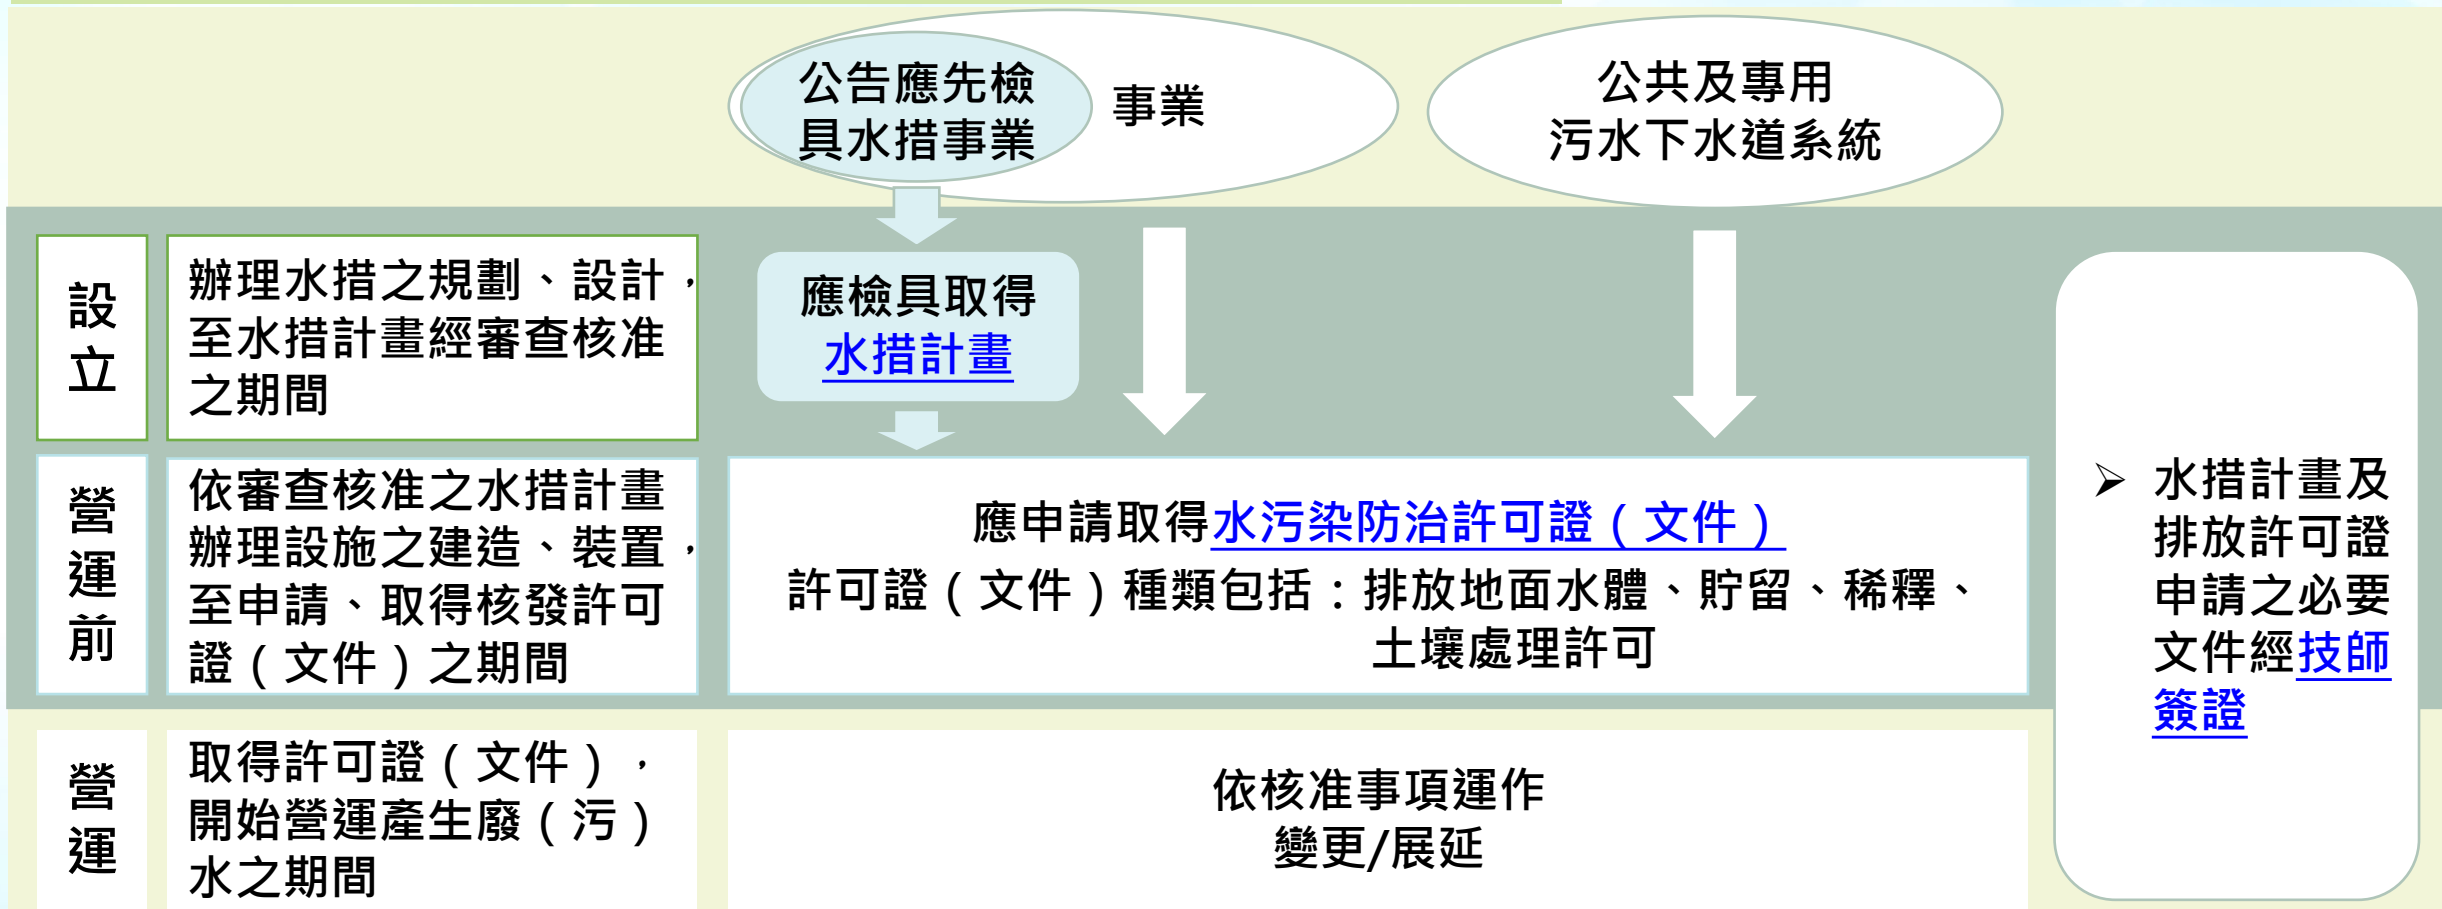 公告應先檢
具水措事業
事業
公共及專用
污水下水道系統
設
立
辦理水措之規劃、設計，
至水措計畫經審查核准
之期間
應檢具取得
水措計畫
營
運
前
依審查核准之水措計畫
辦理設施之建造、裝置，
至申請、取得核發許可
證（文件）之期間
應申請取得水污染防治許可證（文件）
許可證（文件）種類包括：排放地面水體、貯留、稀釋、
土壤處理許可
營
運
取得許可證（文件），
開始營運產生廢（污）
水之期間
依核准事項運作
變更/展延
➢ 水措計畫及
排放許可證
申請之必要
文件經技師
簽證